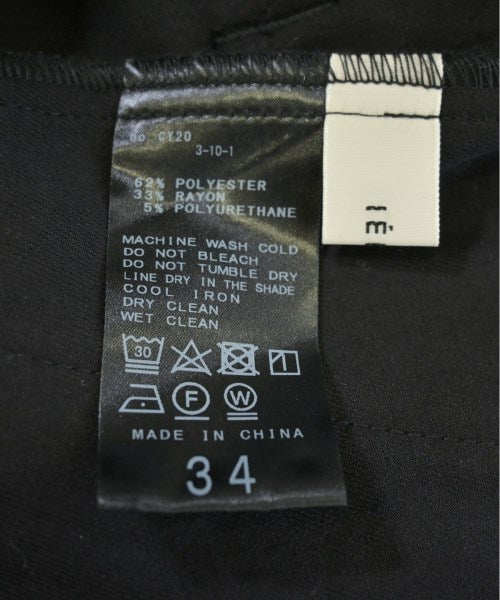 No CY20
3-10-1
62% POLYESTER
33% RAYON
5% POLYURETHANE
MACHINE WASH COLD
DO NOT BLEACH
DO NOT TUMBLE DRY
LINE DRY IN THE SHADE
COOL IRON
DRY CLEAN
WET CLEAN
30
F W
MADE IN CHINA
34